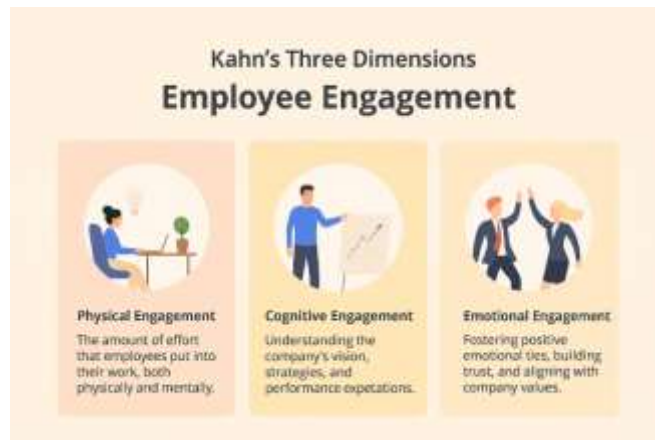 Kahn's Three Dimensions
Employee Engagement
Physical Engagement
The amount of effort
that employees put into
their work, both
physically and mentally.
Cognitive Engagement
Understanding the
company's vision,
strategies, and
performance expetations.
Emotional Engagement
Fostering positive
emotional ties, building
trust, and aligning with
company values.